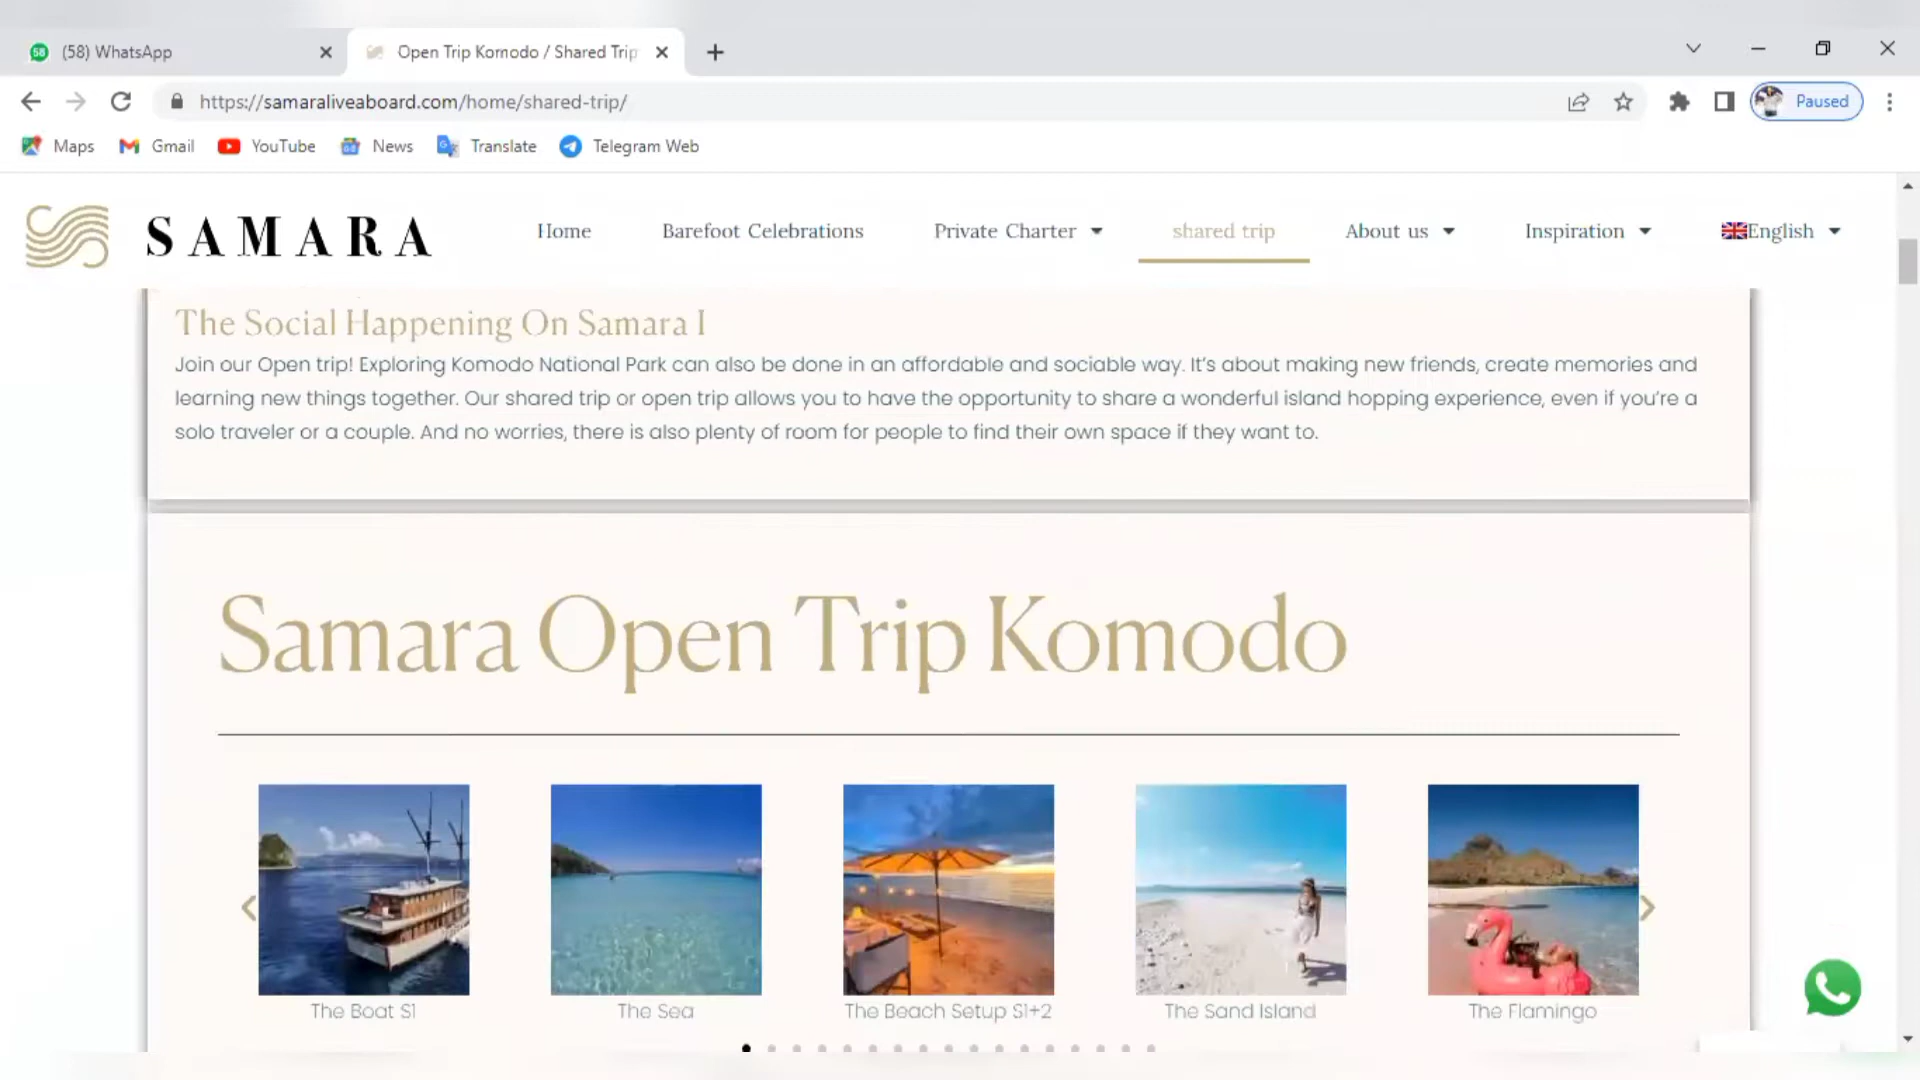 58
(58) WhatsApp
Open Trip Komodo / Shared Trip
https://samaraliveaboard.com/home/shared-trip/
Paused
Maps
Gmail
YouTube
News
Translate
Telegram Web
SAMARA
Home
Barefoot Celebrations
Private Charter
shared trip
About us
Inspiration
English
The Social Happening On Samara I
Join our Open trip! Exploring Komodo National Park can also be done in an affordable and sociable way. It's about making new friends, create memories and
learning new things together. Our shared trip or open trip allows you to have the opportunity to share a wonderful island hopping experience, even if you're a
solo traveler or a couple. And no worries, there is also plenty of room for people to find their own space if they want to.
Samara Open Trip Komodo
The Boat S1
The Sea
The Beach Setup S1+2
The Sand Island
The Flamingo